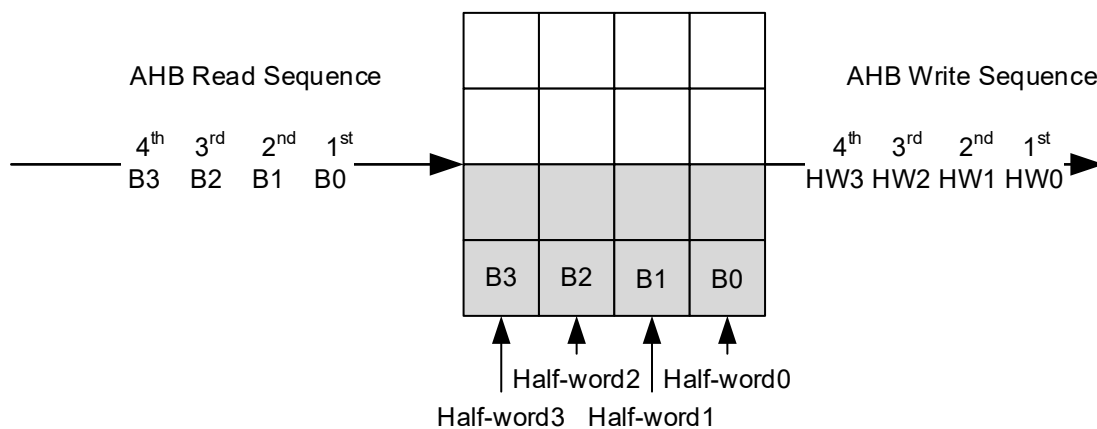 AHB Read Sequence
4th 3rd 2nd 1st
B3 B2 B1 B0
B3 B2 B1 B0
Half-word2 Half-word0
Half-word3 Half-word1
AHB Write Sequence
4th 3rd 2nd 1st
HW3 HW2 HW1 HW0